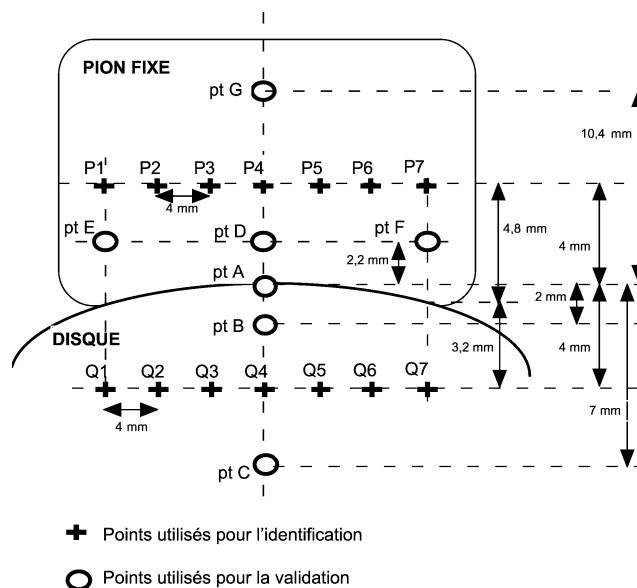 PION FIXE
pt G
10,4 mm
P1 P2 P3 P4 P5 P6 P7
4 mm
pt E pt D pt F
4,8 mm
4 mm
2,2 mm
pt A
2 mm
pt B
DISQUE
3,2 mm
4 mm
Q1 Q2 Q3 Q4 Q5 Q6 Q7
4 mm
7 mm
pt C
Points utilisés pour l'identification
Points utilisés pour la validation